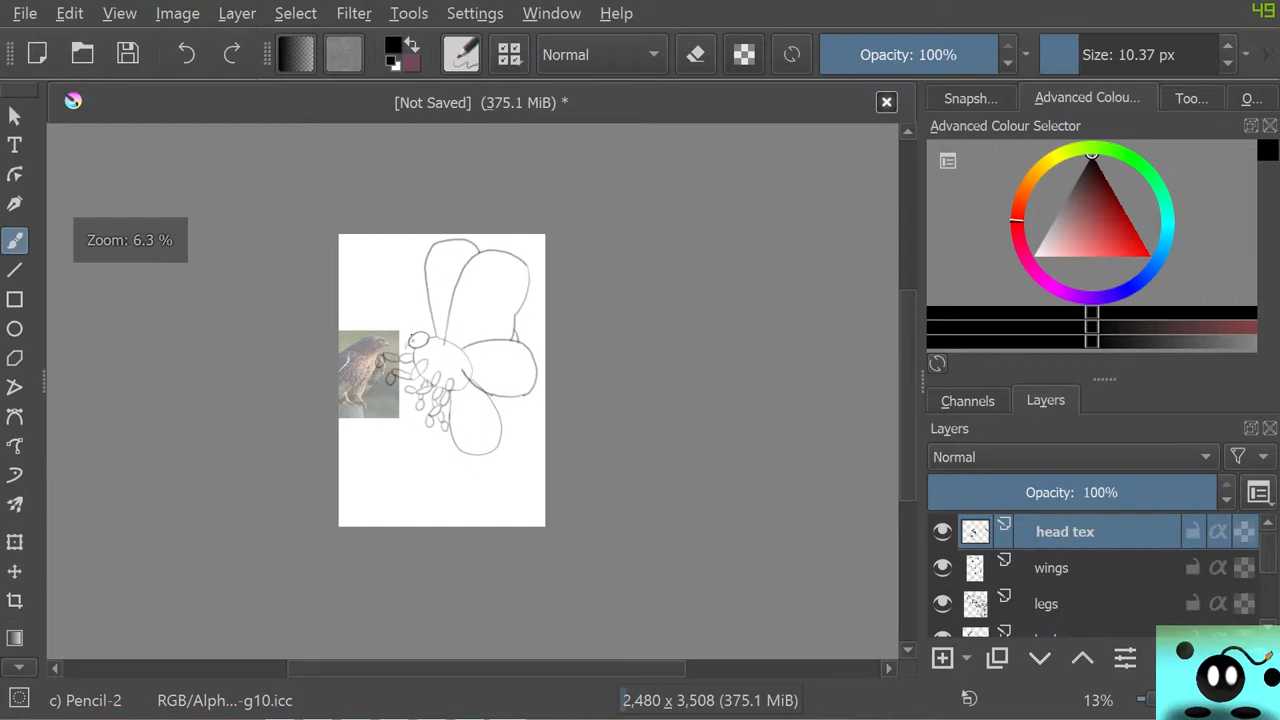 File Edit View Image Layer Select Filter Tools Settings Window Help
49
Normal
Opacity: 100%
Size: 10.37 px
[Not Saved] (375.1 MiB) *
Snapsh... Advanced Colou... Too... O...
Advanced Colour Selector
Zoom: 6.3 %
Channels Layers
Layers
Normal
Opacity: 100%
head tex
wings
legs
c) Pencil-2 RGB/Alph...-g10.icc 2,480 x 3,508 (375.1 MiB) 13%